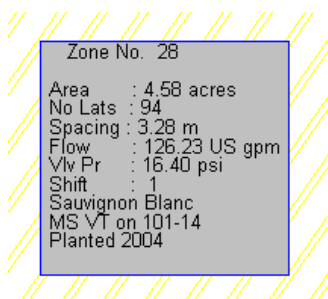 Zone No. 28
Area : 4.58 acres
No Lats : 94
Spacing : 3.28 m
Flow : 126.23 US gpm
Vlv Pr : 16.40 psi
Shift : 1
Sauvignon Blanc
MS VT on 101-14
Planted 2004